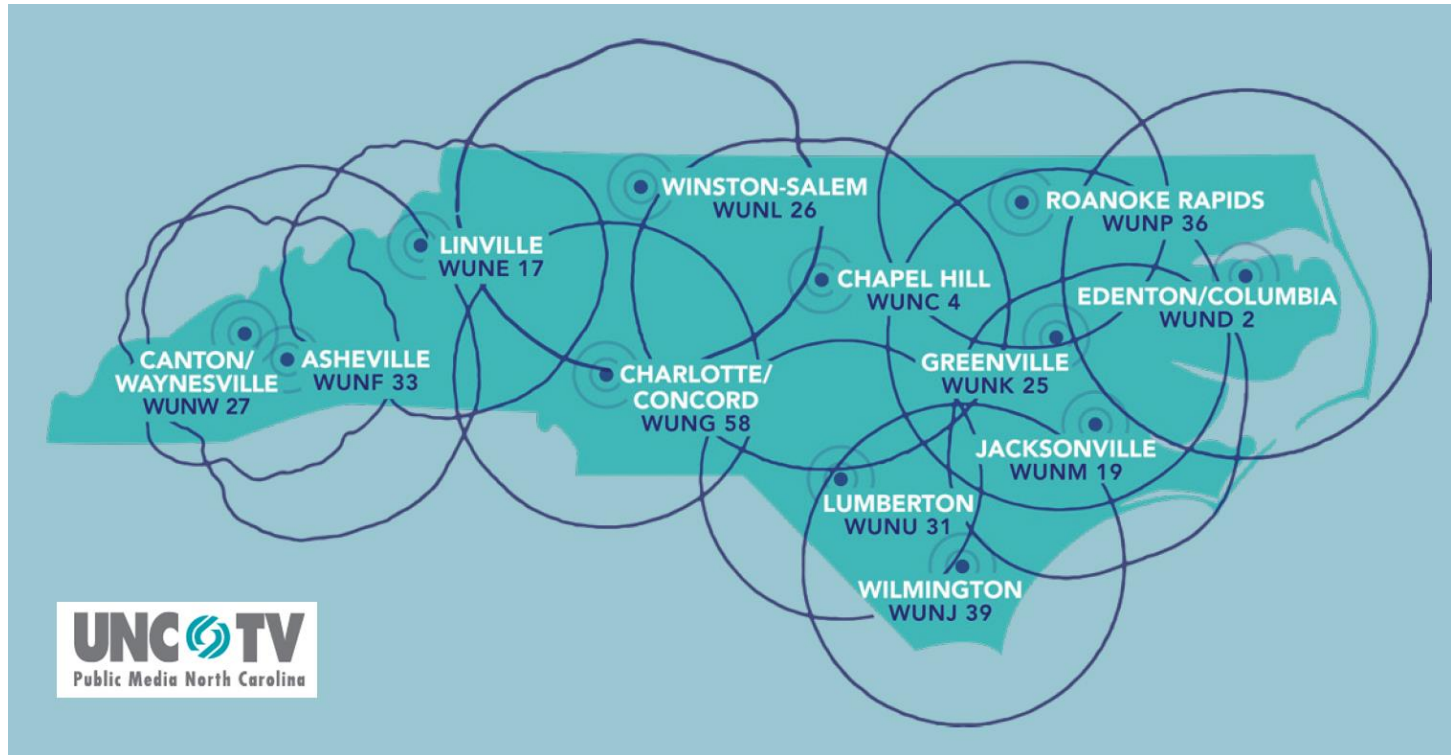 WINSTON-SALEM
WUNL 26
ROANOKE RAPIDS
WUNP 36
LINVILLE
WUNE 17
CHAPEL HILL
WUNC 4
EDENTON/COLUMBIA
WUND 2
CANTON/
WAYNESVILLE
WUNW 27
ASHEVILLE
WUNF 33
CHARLOTTE/
CONCORD
WUNG 58
GREENVILLE
WUNK 25
JACKSONVILLE
WUNM 19
LUMBERTON
WUNU 31
WILMINGTON
WUNJ 39
UNC TV
Public Media North Carolina